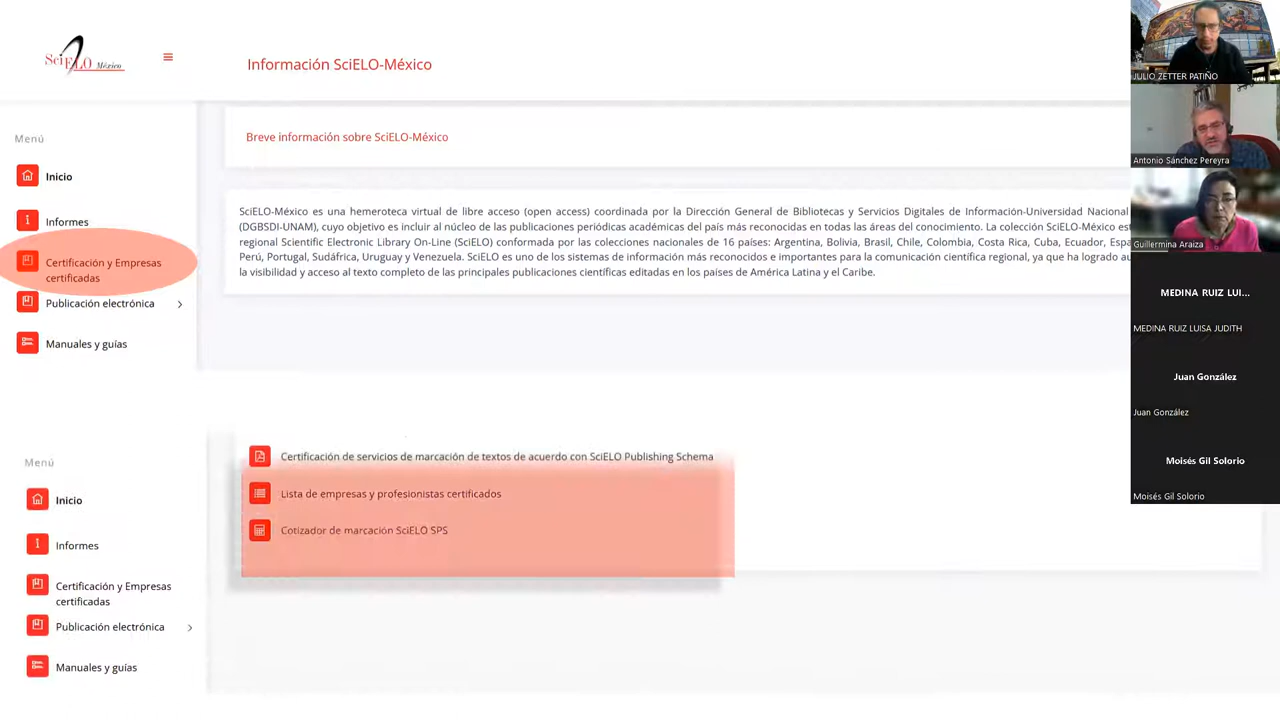 SciELO México
Información SciELO-México
Menú
Inicio
Informes
Certificación y Empresas
certificadas
Publicación electrónica
Manuales y guías
Breve información sobre SciELO-México
SciELO-México es una hemeroteca virtual de libre acceso (open access) coordinada por la Dirección General de Bibliotecas y Servicios Digitales de Información-Universidad Nacional
(DGBSDI-UNAM), cuyo objetivo es incluir al núcleo de las publicaciones periódicas académicas del país más reconocidas en todas las áreas del conocimiento. La colección SciELO-México
regional Scientific Electronic Library On-Line (SciELO) conformada por las colecciones nacionales de 16 países: Argentina, Bolivia, Brasil, Chile, Colombia, Costa Rica, Cuba, Ecuador,
Perú, Portugal, Sudáfrica, Uruguay y Venezuela. SciELO es uno de los sistemas de información más reconocidos e importantes para la comunicación científica regional, ya que ha logrado
la visibilidad y acceso al texto completo de las principales publicaciones científicas editadas en los países de América Latina y el Caribe.
Menú
Inicio
Informes
Certificación y Empresas
certificadas
Publicación electrónica
Manuales y guías
Certificación de servicios de marcación de textos de acuerdo con SciELO Publishing Schema
Lista de empresas y profesionistas certificados
Cotizador de marcación SciELO SPS
JULIO ZETTER PATIÑO
Antonio Sánchez Pereyra
Guillermina Araiza
MEDINA RUIZ LUI...
MEDINA RUIZ LUISA JUDITH
Juan González
Juan González
Moisés Gil Solorio
Moisés Gil Solorio